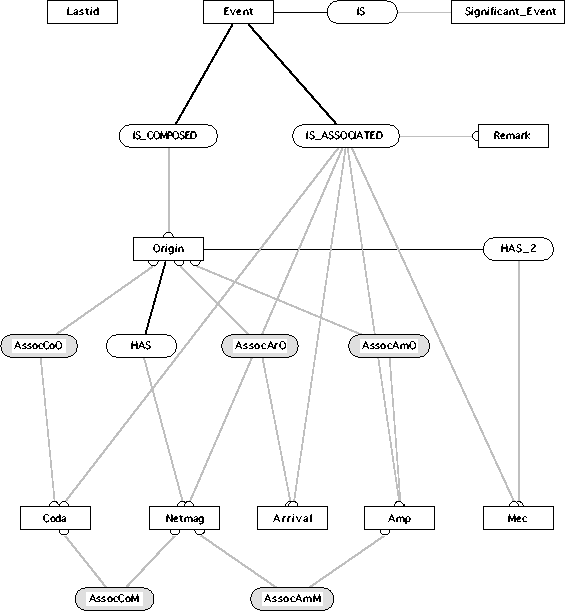 Lastid
Event
IS
Significant_Event
IS_COMPOSED
IS_ASSOCIATED
Remark
Origin
HAS_2
AssocCoO
HAS
AssocArO
AssocAmO
Coda
Netmag
Arrival
Amp
Mec
AssocCoM
AssocAmM